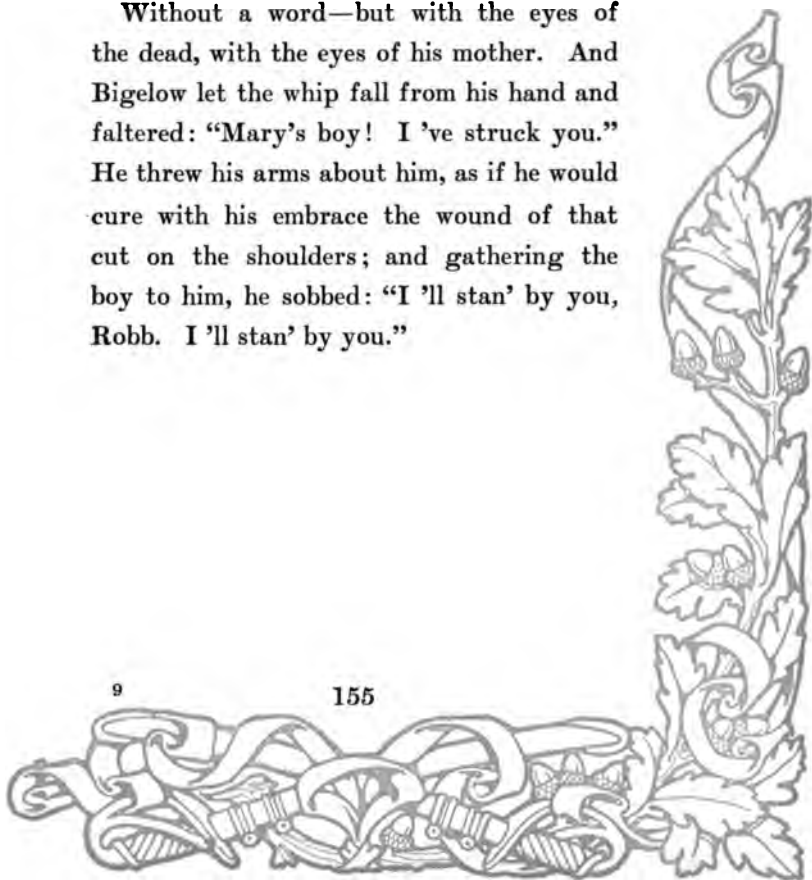 Without a word—but with the eyes of
the dead, with the eyes of his mother. And
Bigelow let the whip fall from his hand and
faltered: “Mary’s boy! I ’ve struck you.”
He threw his arms about him, as if he would
cure with his embrace the wound of that
cut on the shoulders; and gathering the
boy to him, he sobbed: “I ’ll stan’ by you,
Robb. I ’ll stan’ by you.”
9 155